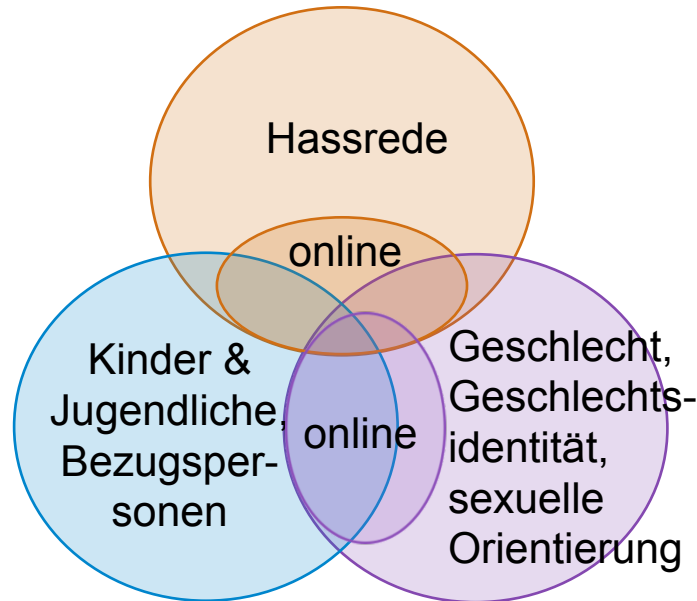 Hassrede
online
Kinder &
Jugendliche,
Bezugsper-
sonen
online
Geschlecht,
Geschlechts-
identität,
sexuelle
Orientierung